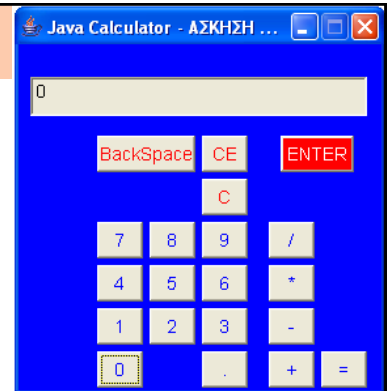 Java Calculator - ΑΣΚΗΣΗ ...
0
BackSpace CE ENTER
C
7 8 9 /
4 5 6 *
1 2 3 -
0 . + =